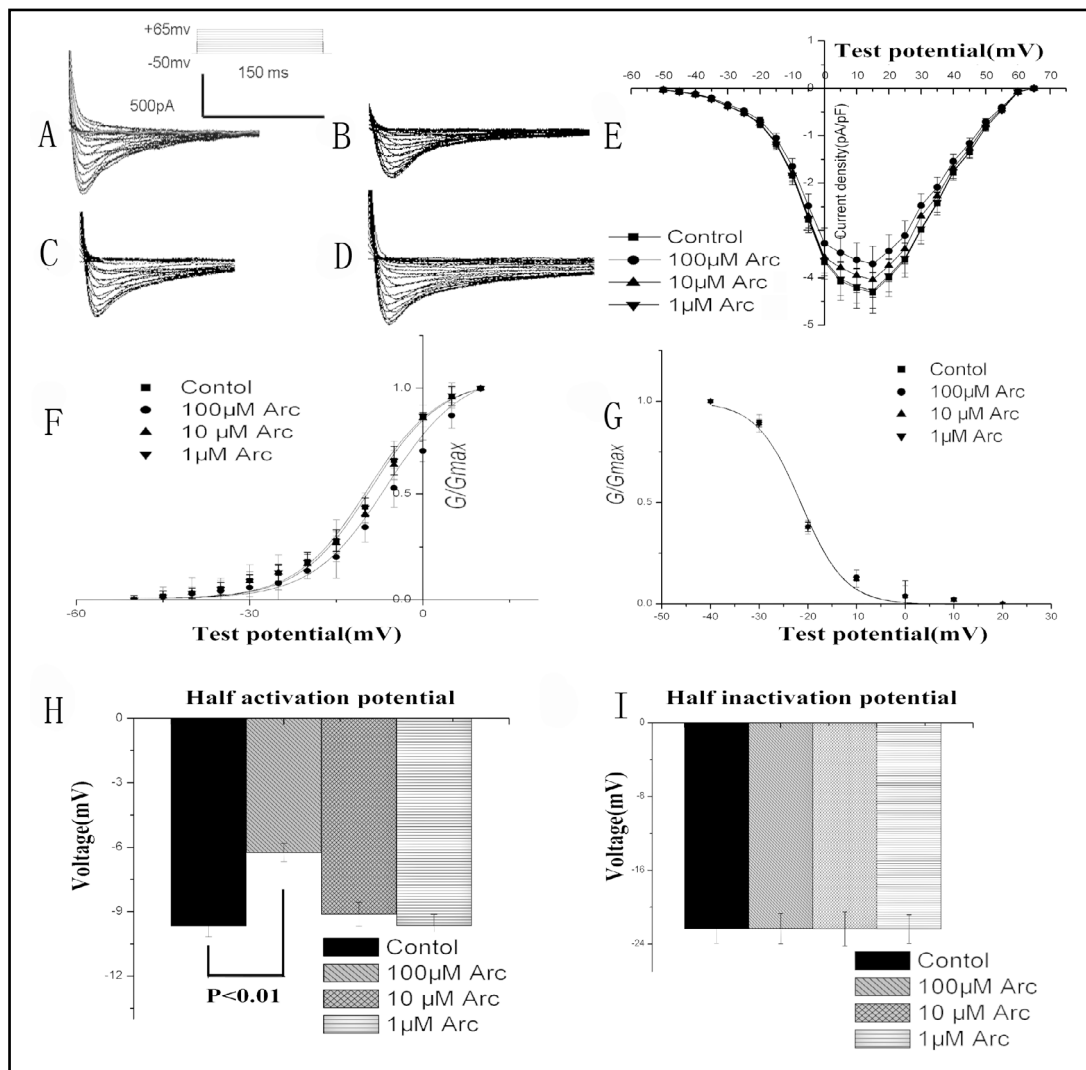 +65mv
-50mv
150 ms
500pA
A
B
C
D
E
Test potential(mV)
-60 -50 -40 -30 -20 -10 0 10 20 30 40 50 60 70
0
-1
-2
-3
-4
-5
Current density(pA/pF)
Control
100µM Arc
10µM Arc
1µM Arc
F
Contol
100µM Arc
10 µM Arc
1µM Arc
1.0
0.5
0.0
G/Gmax
-60 -30 0
Test potential(mV)
G
Contol
100µM Arc
10 µM Arc
1µM Arc
1.0
0.5
0.0
G/Gmax
-50 -40 -30 -20 -10 0 10 20 30
Test potential(mV)
H
Half activation potential
0
-3
-6
-9
-12
Voltage(mV)
P<0.01
Contol
100µM Arc
10 µM Arc
1µM Arc
I
Half inactivation potential
0
-8
-16
-24
Voltage(mV)
Contol
100µM Arc
10 µM Arc
1µM Arc